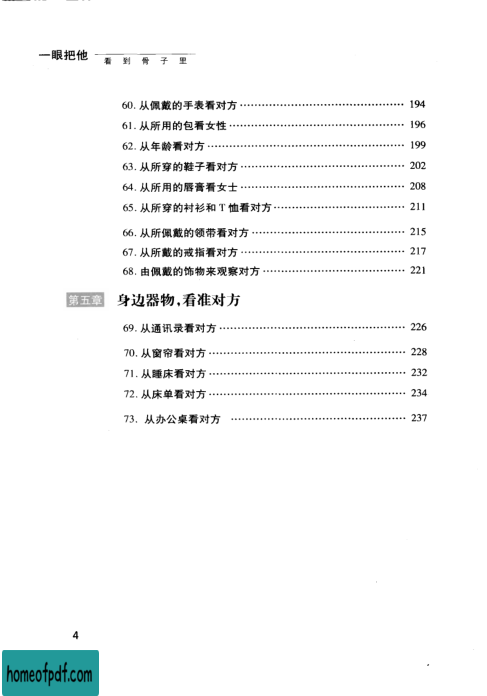 一眼把他
看到骨子里
60. 从佩戴的手表看对方 …… 194
61. 从所用的包看女性 …… 196
62. 从年龄看对方 …… 199
63. 从所穿的鞋子看对方 …… 202
64. 从所用的唇膏看女士 …… 208
65. 从所穿的衬衫和 T 恤看对方 …… 211
66. 从所佩戴的领带看对方 …… 215
67. 从所戴的戒指看对方 …… 217
68. 由佩戴的饰物来观察对方 …… 221
第五章 身边器物,看准对方
69. 从通讯录看对方 …… 226
70. 从窗帘看对方 …… 228
71. 从睡床看对方 …… 232
72. 从床单看对方 …… 234
73. 从办公桌看对方 …… 237
4
homeofpdf.com